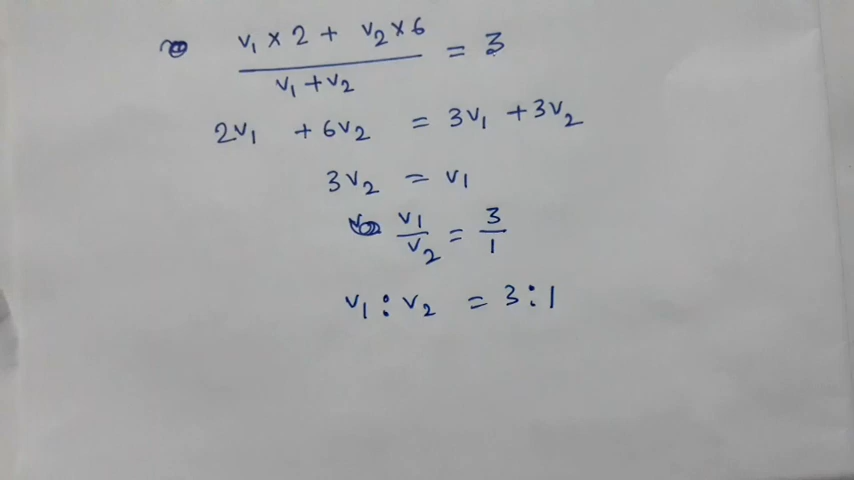 v₁ × 2 + v₂ × 6 / v₁ + v₂ = 3
2v₁ + 6v₂ = 3v₁ + 3v₂
3v₂ = v₁
v₁/v₂ = 3/1
v₁ : v₂ = 3 : 1